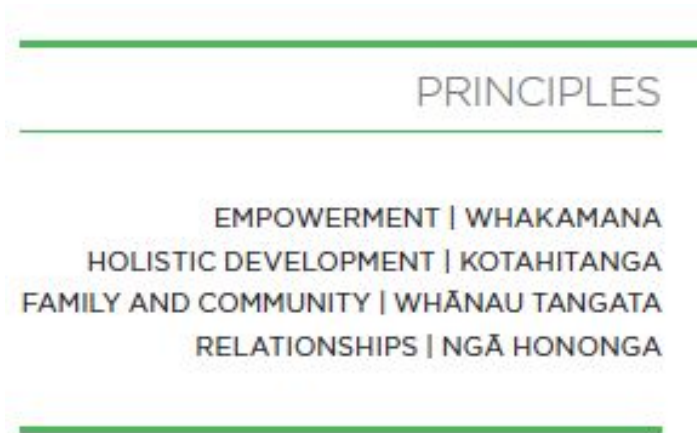 PRINCIPLES
EMPOWERMENT | WHAKAMANA
HOLISTIC DEVELOPMENT | KOTAHITANGA
FAMILY AND COMMUNITY | WHĀNAU TANGATA
RELATIONSHIPS | NGĀ HONONGA